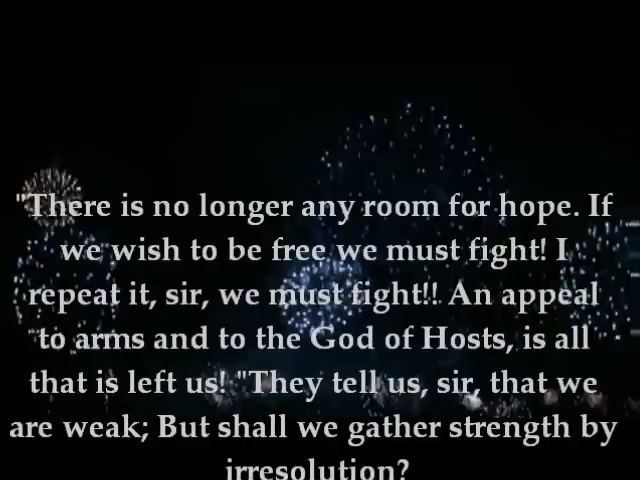 "There is no longer any room for hope. If
we wish to be free we must fight! I
repeat it, sir, we must fight!! An appeal
to arms and to the God of Hosts, is all
that is left us! "They tell us, sir, that we
are weak; But shall we gather strength by
irresolution?